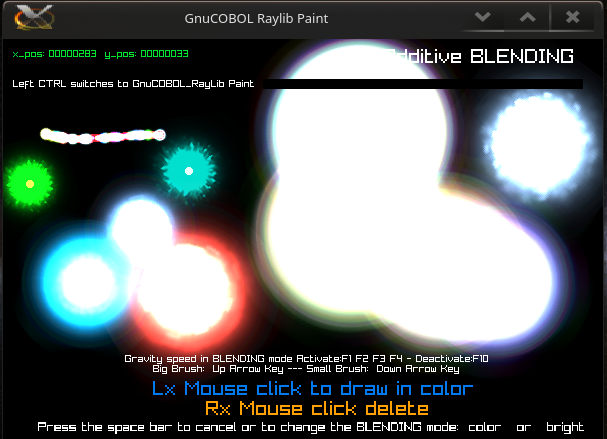 GnuCOBOL Raylib Paint
x_pos: 00000283 y_pos: 00000033
Additive BLENDING
Left CTRL switches to GnuCOBOL_RayLib Paint
Gravity speed in BLENDING mode Activate:F1 F2 F3 F4 - Deactivate:F10
Big Brush: Up Arrow Key --- Small Brush: Down Arrow Key
Lx Mouse click to draw in color
Rx Mouse click delete
Press the space bar to cancel or to change the BLENDING mode: color or bright